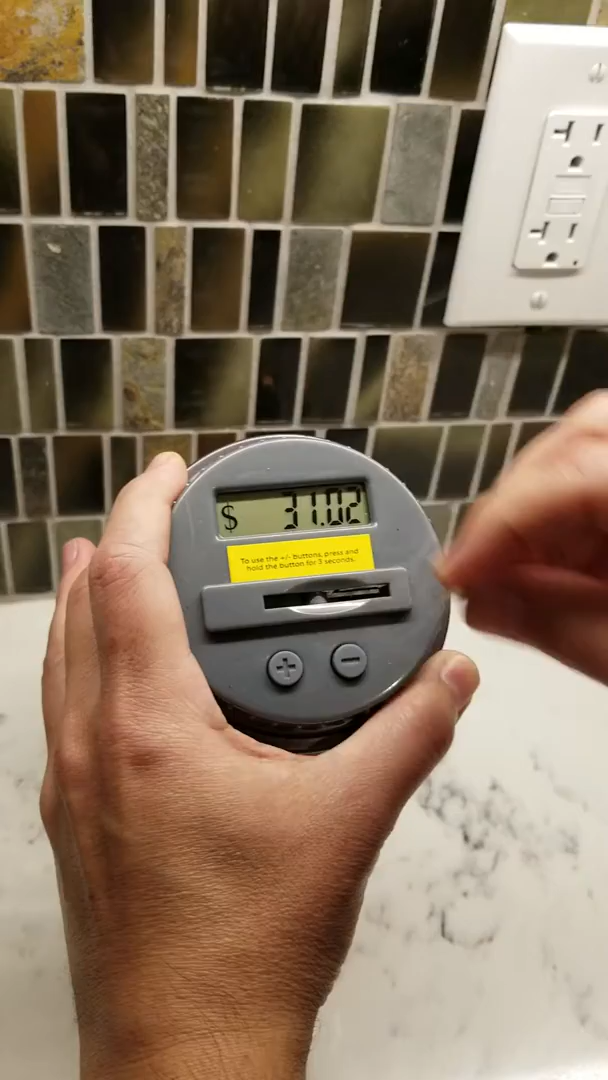 $ 31.02
To use the +/- buttons, press and
hold the button for 3 seconds.
+ −